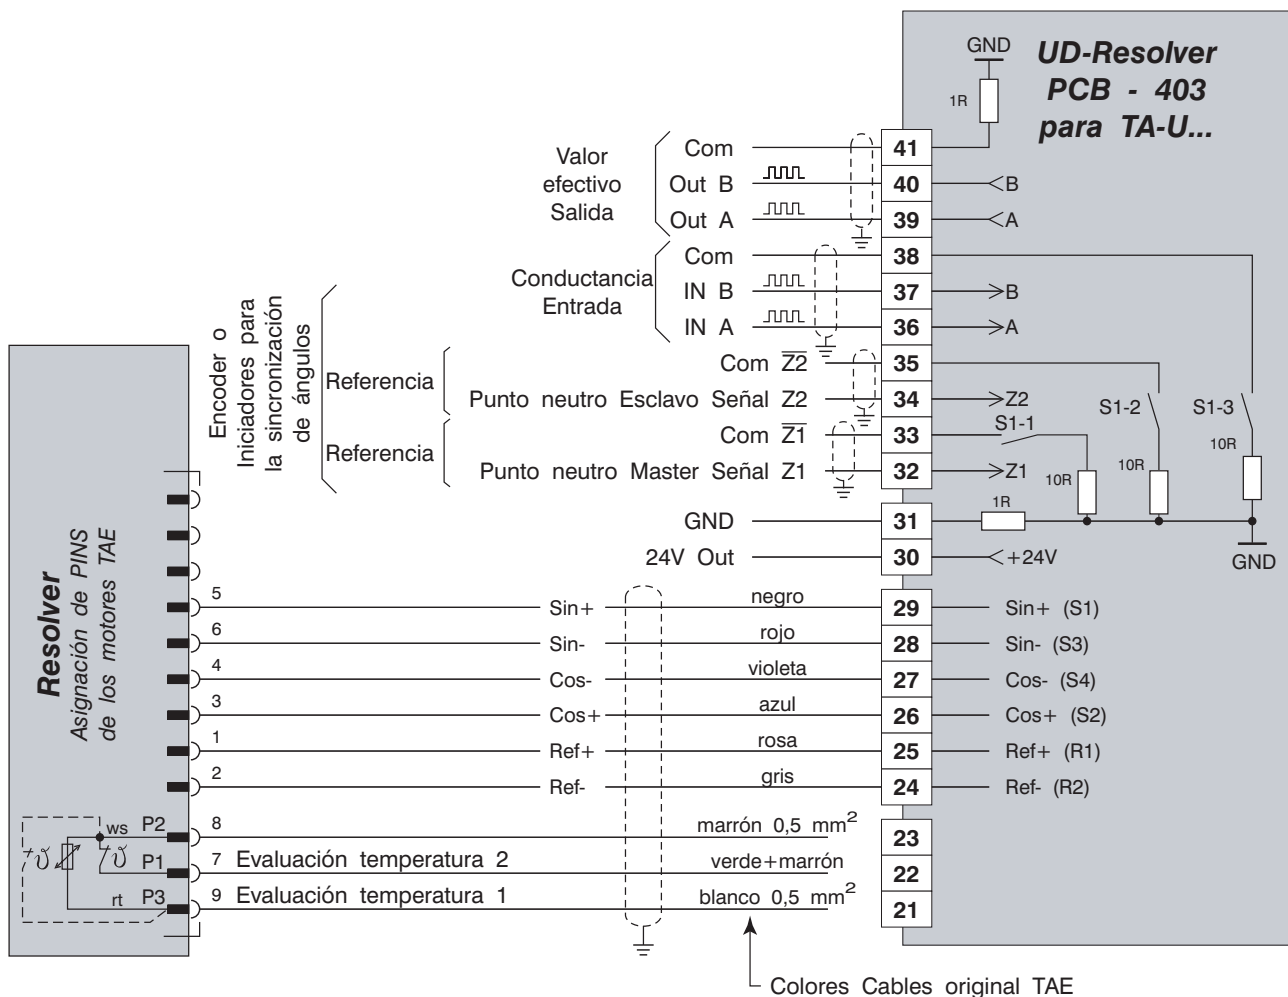 GND
UD-Resolver
PCB - 403
para TA-U...
1R
Valor
efectivo
Salida
Com
41
Out B
40
B
Out A
39
A
Conductancia
Entrada
Com
38
IN B
37
B
IN A
36
A
Encoder o
Iniciadores para
la sincronización
de ángulos
Referencia
Com Z2
35
Punto neutro Esclavo Señal Z2
34
Z2
Referencia
Com Z1
33
Punto neutro Master Señal Z1
32
Z1
S1-1
S1-2
S1-3
10R
10R
10R
GND
31
1R
24V Out
30
+24V
GND
Resolver
Asignación de PINS
de los motores TAE
5
Sin+
negro
29
Sin+ (S1)
6
Sin-
rojo
28
Sin- (S3)
4
Cos-
violeta
27
Cos- (S4)
3
Cos+
azul
26
Cos+ (S2)
1
Ref+
rosa
25
Ref+ (R1)
2
Ref-
gris
24
Ref- (R2)
ws
P2
8
marrón 0,5 mm²
23
+ϑ
ϑ
P1
7
Evaluación temperatura 2
verde+marrón
22
rt
P3
9
Evaluación temperatura 1
blanco 0,5 mm²
21
Colores Cables original TAE